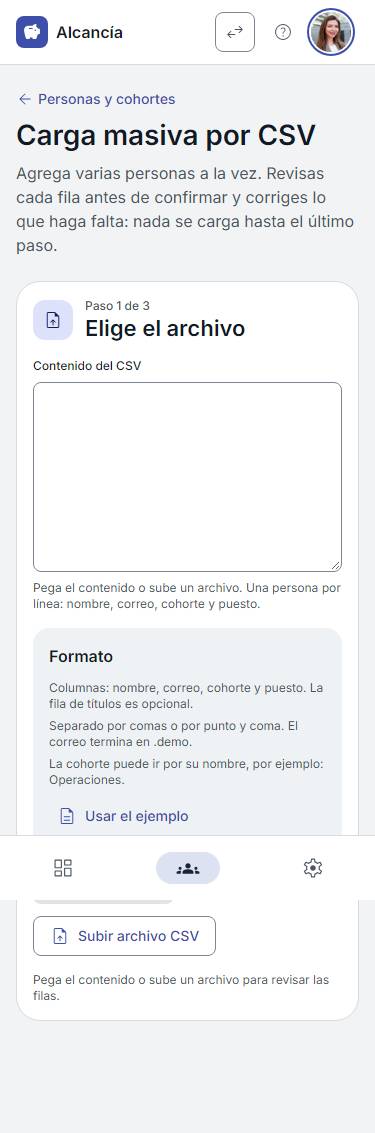 Alcancía
Personas y cohortes
Carga masiva por CSV
Agrega varias personas a la vez. Revisas
cada fila antes de confirmar y corriges lo
que haga falta: nada se carga hasta el último
paso.
Paso 1 de 3
Elige el archivo
Contenido del CSV
Pega el contenido o sube un archivo. Una persona por
línea: nombre, correo, cohorte y puesto.
Formato
Columnas: nombre, correo, cohorte y puesto. La
fila de títulos es opcional.
Separado por comas o por punto y coma. El
correo termina en .demo.
La cohorte puede ir por su nombre, por ejemplo:
Operaciones.
Usar el ejemplo
Subir archivo CSV
Pega el contenido o sube un archivo para revisar las
filas.